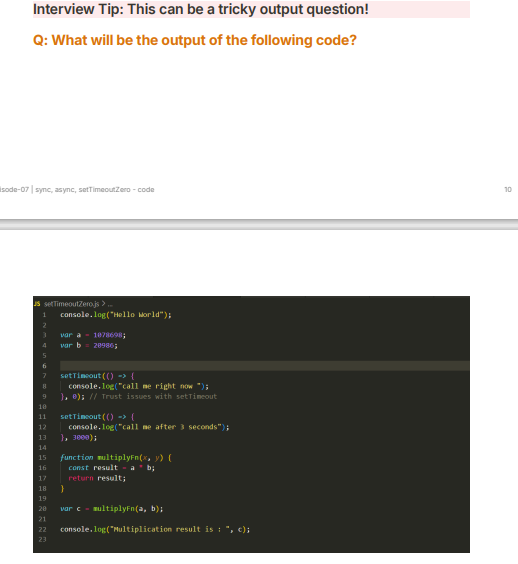 Interview Tip: This can be a tricky output question!
Q: What will be the output of the following code?
isode-07 | sync, async, setTimeoutZero - code
10
JS setTimeoutZero.js > ...
1 console.log("Hello World");
2
3 var a = 1078698;
4 var b = 20986;
5
6
7 setTimeout(() => {
8 console.log("call me right now ");
9 }, 0); // Trust issues with setTimeout
10
11 setTimeout(() => {
12 console.log("call me after 3 seconds");
13 }, 3000);
14
15 function multiplyFn(x, y) {
16 const result = a * b;
17 return result;
18 }
19
20 var c = multiplyFn(a, b);
21
22 console.log("Multiplication result is : ", c);
23